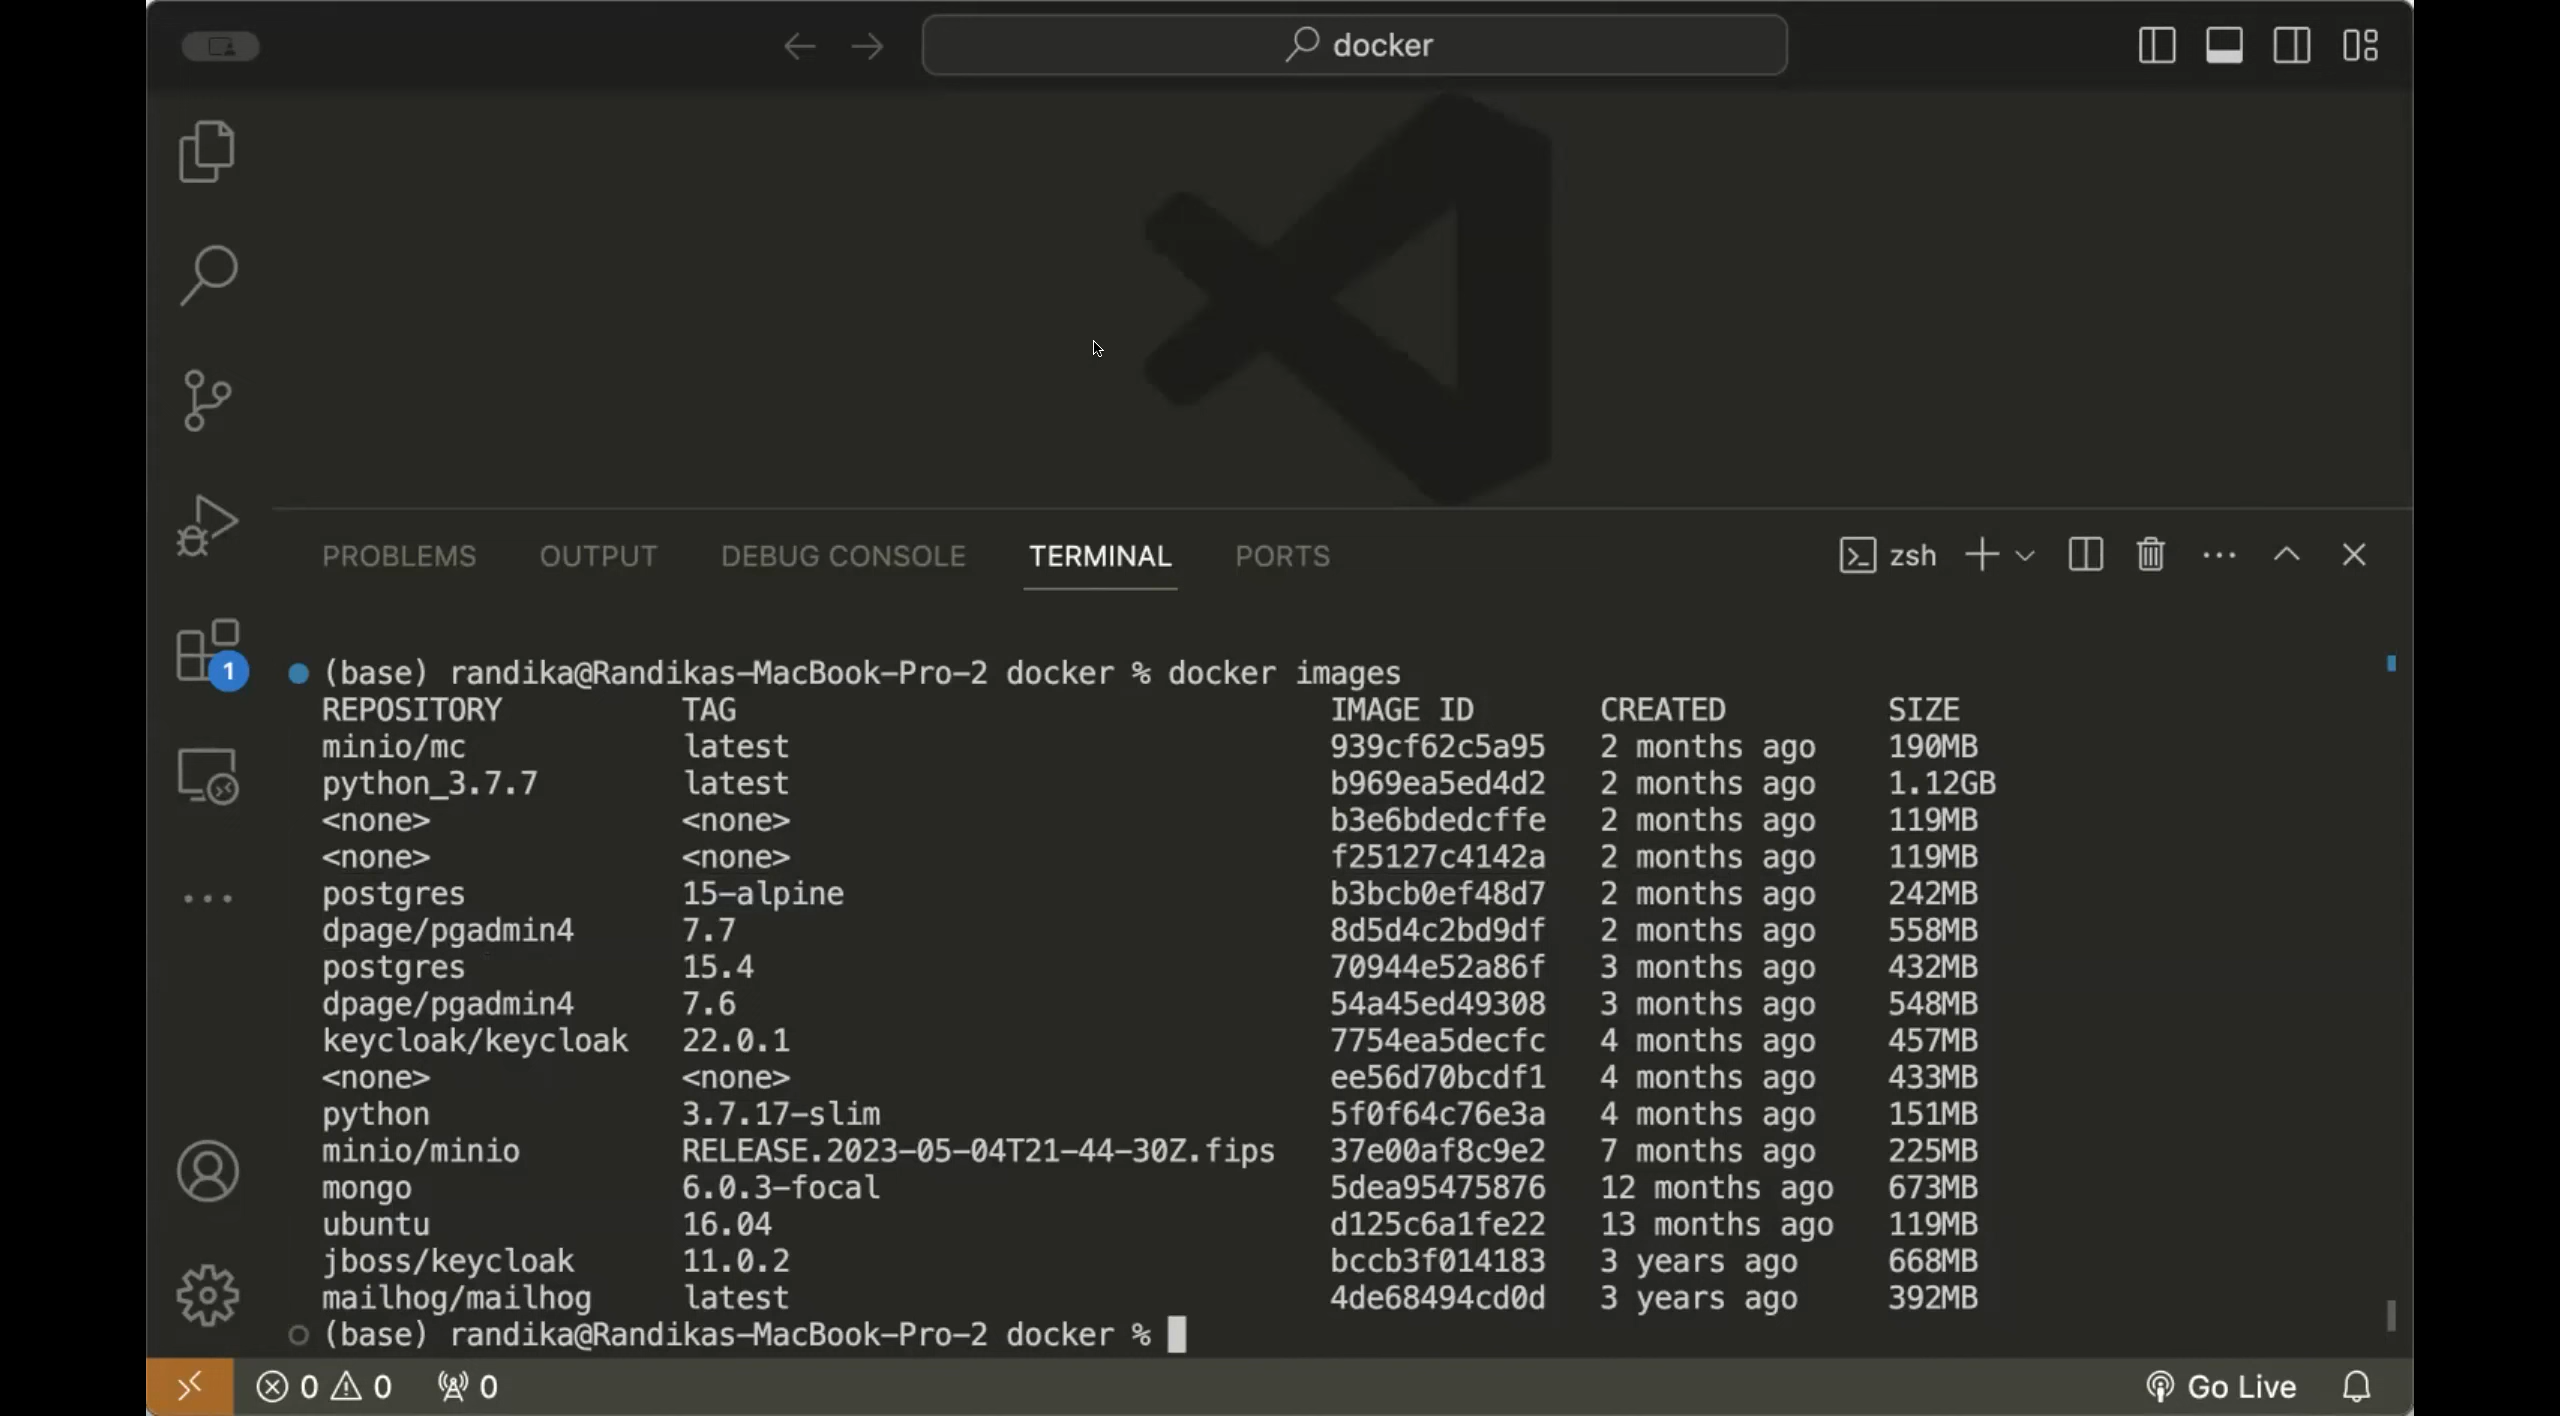 docker
PROBLEMS OUTPUT DEBUG CONSOLE TERMINAL PORTS zsh
1
(base) randika@Randikas-MacBook-Pro-2 docker % docker images
REPOSITORY TAG IMAGE ID CREATED SIZE
minio/mc latest 939cf62c5a95 2 months ago 190MB
python_3.7.7 latest b969ea5ed4d2 2 months ago 1.12GB
<none> <none> b3e6bdedcffe 2 months ago 119MB
<none> <none> f25127c4142a 2 months ago 119MB
postgres 15-alpine b3bcb0ef48d7 2 months ago 242MB
dpage/pgadmin4 7.7 8d5d4c2bd9df 2 months ago 558MB
postgres 15.4 70944e52a86f 3 months ago 432MB
dpage/pgadmin4 7.6 54a45ed49308 3 months ago 548MB
keycloak/keycloak 22.0.1 7754ea5decfc 4 months ago 457MB
<none> <none> ee56d70bcdf1 4 months ago 433MB
python 3.7.17-slim 5f0f64c76e3a 4 months ago 151MB
minio/minio RELEASE.2023-05-04T21-44-30Z.fips 37e00af8c9e2 7 months ago 225MB
mongo 6.0.3-focal 5dea95475876 12 months ago 673MB
ubuntu 16.04 d125c6a1fe22 13 months ago 119MB
jboss/keycloak 11.0.2 bccb3f014183 3 years ago 668MB
mailhog/mailhog latest 4de68494cd0d 3 years ago 392MB
(base) randika@Randikas-MacBook-Pro-2 docker %
0 0 0 Go Live